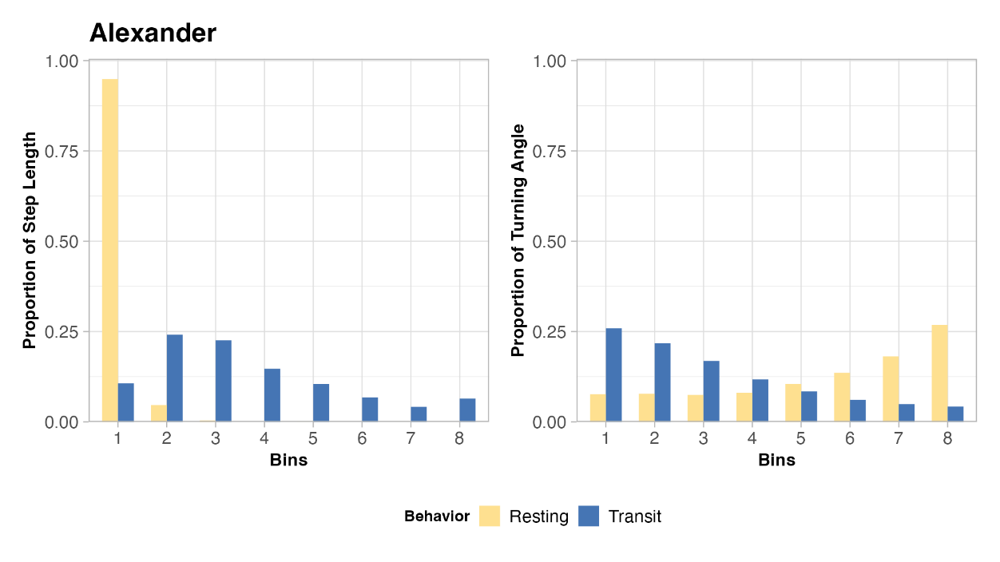 Alexander
Proportion of Step Length
1.00
0.75
0.50
0.25
0.00
1 2 3 4 5 6 7 8
Bins
Proportion of Turning Angle
1.00
0.75
0.50
0.25
0.00
1 2 3 4 5 6 7 8
Bins
Behavior Resting Transit